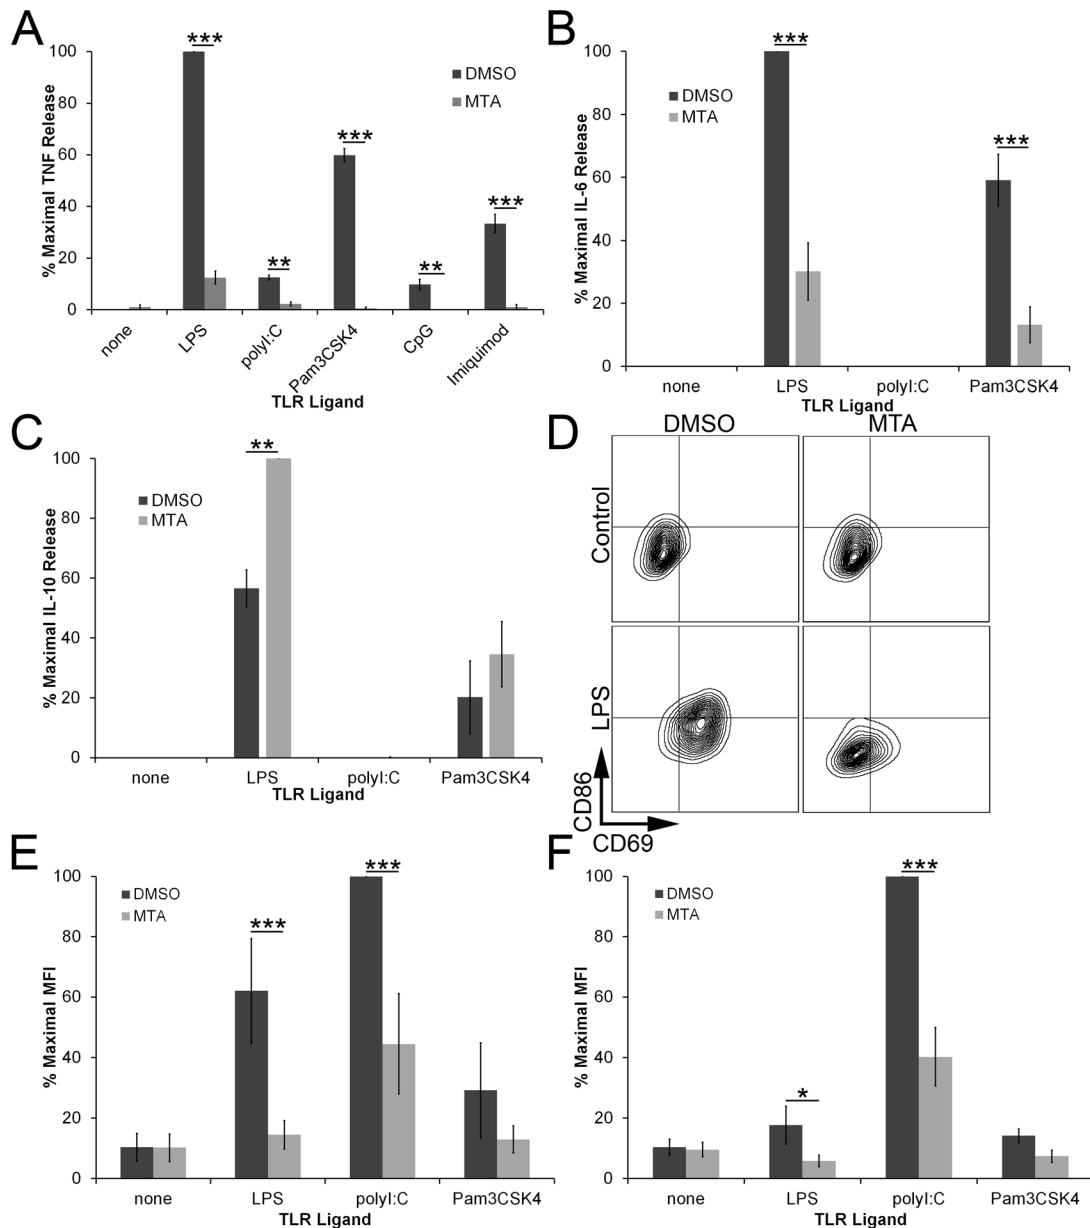 A
% Maximal TNF Release
100
80
60
40
20
0
***
**
***
**
***
DMSO
MTA
none
LPS
polyI:C
Pam3CSK4
CpG
Imiquimod
TLR Ligand
B
% Maximal IL-6 Release
100
80
60
40
20
0
***
***
DMSO
MTA
none
LPS
polyI:C
Pam3CSK4
TLR Ligand
C
% Maximal IL-10 Release
100
80
60
40
20
0
**
DMSO
MTA
none
LPS
polyI:C
Pam3CSK4
TLR Ligand
D
DMSO
MTA
Control
LPS
CD86
CD69
E
% Maximal MFI
100
80
60
40
20
0
***
***
DMSO
MTA
none
LPS
polyI:C
Pam3CSK4
TLR Ligand
F
% Maximal MFI
100
80
60
40
20
0
*
***
DMSO
MTA
none
LPS
polyI:C
Pam3CSK4
TLR Ligand